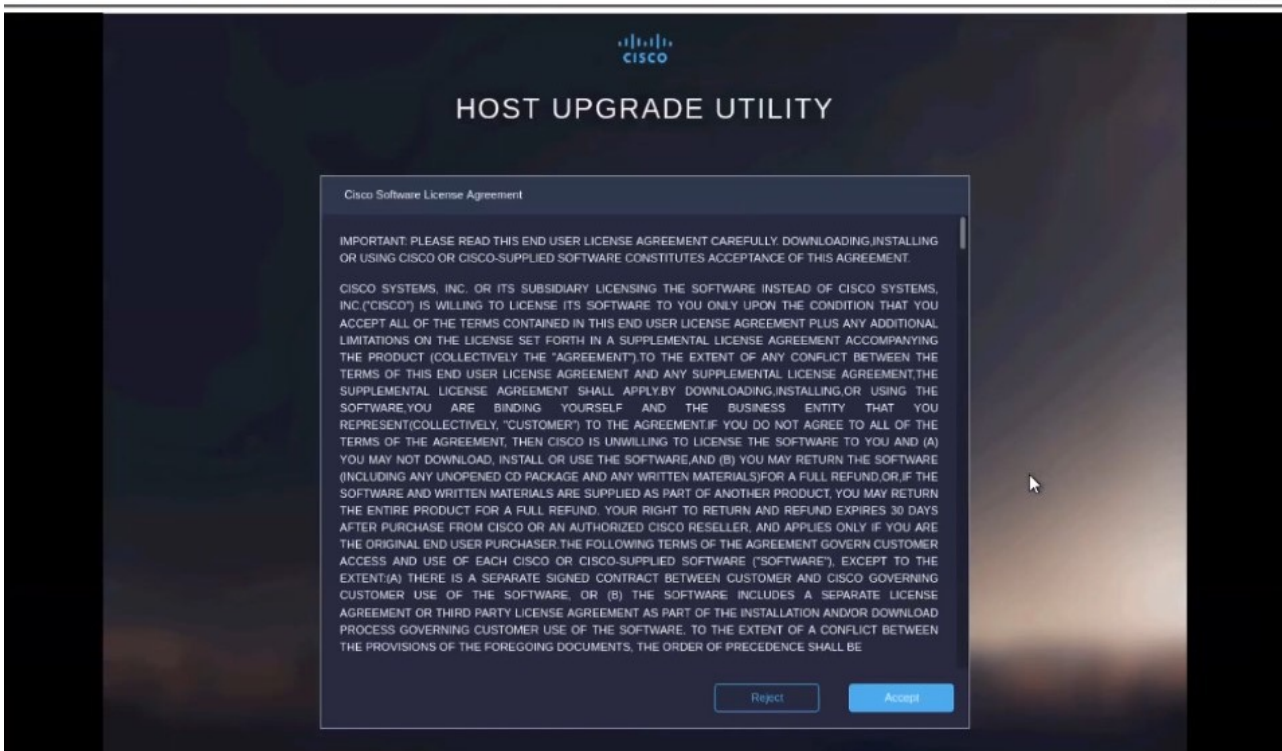 CISCO
HOST UPGRADE UTILITY
Cisco Software License Agreement
IMPORTANT: PLEASE READ THIS END USER LICENSE AGREEMENT CAREFULLY. DOWNLOADING,INSTALLING
OR USING CISCO OR CISCO-SUPPLIED SOFTWARE CONSTITUTES ACCEPTANCE OF THIS AGREEMENT.
CISCO SYSTEMS, INC. OR ITS SUBSIDIARY LICENSING THE SOFTWARE INSTEAD OF CISCO SYSTEMS,
INC.("CISCO") IS WILLING TO LICENSE ITS SOFTWARE TO YOU ONLY UPON THE CONDITION THAT YOU
ACCEPT ALL OF THE TERMS CONTAINED IN THIS END USER LICENSE AGREEMENT PLUS ANY ADDITIONAL
LIMITATIONS ON THE LICENSE SET FORTH IN A SUPPLEMENTAL LICENSE AGREEMENT ACCOMPANYING
THE PRODUCT (COLLECTIVELY THE "AGREEMENT").TO THE EXTENT OF ANY CONFLICT BETWEEN THE
TERMS OF THIS END USER LICENSE AGREEMENT AND ANY SUPPLEMENTAL LICENSE AGREEMENT,THE
SUPPLEMENTAL LICENSE AGREEMENT SHALL APPLY.BY DOWNLOADING,INSTALLING,OR USING THE
SOFTWARE,YOU ARE BINDING YOURSELF AND THE BUSINESS ENTITY THAT YOU
REPRESENT(COLLECTIVELY, "CUSTOMER") TO THE AGREEMENT.IF YOU DO NOT AGREE TO ALL OF THE
TERMS OF THE AGREEMENT, THEN CISCO IS UNWILLING TO LICENSE THE SOFTWARE TO YOU AND (A)
YOU MAY NOT DOWNLOAD, INSTALL OR USE THE SOFTWARE,AND (B) YOU MAY RETURN THE SOFTWARE
(INCLUDING ANY UNOPENED CD PACKAGE AND ANY WRITTEN MATERIALS)FOR A FULL REFUND,OR,IF THE
SOFTWARE AND WRITTEN MATERIALS ARE SUPPLIED AS PART OF ANOTHER PRODUCT, YOU MAY RETURN
THE ENTIRE PRODUCT FOR A FULL REFUND. YOUR RIGHT TO RETURN AND REFUND EXPIRES 30 DAYS
AFTER PURCHASE FROM CISCO OR AN AUTHORIZED CISCO RESELLER, AND APPLIES ONLY IF YOU ARE
THE ORIGINAL END USER PURCHASER.THE FOLLOWING TERMS OF THE AGREEMENT GOVERN CUSTOMER
ACCESS AND USE OF EACH CISCO OR CISCO-SUPPLIED SOFTWARE ("SOFTWARE"), EXCEPT TO THE
EXTENT:(A) THERE IS A SEPARATE SIGNED CONTRACT BETWEEN CUSTOMER AND CISCO GOVERNING
CUSTOMER USE OF THE SOFTWARE, OR (B) THE SOFTWARE INCLUDES A SEPARATE LICENSE
AGREEMENT OR THIRD PARTY LICENSE AGREEMENT AS PART OF THE INSTALLATION AND/OR DOWNLOAD
PROCESS GOVERNING CUSTOMER USE OF THE SOFTWARE. TO THE EXTENT OF A CONFLICT BETWEEN
THE PROVISIONS OF THE FOREGOING DOCUMENTS, THE ORDER OF PRECEDENCE SHALL BE
Reject
Accept